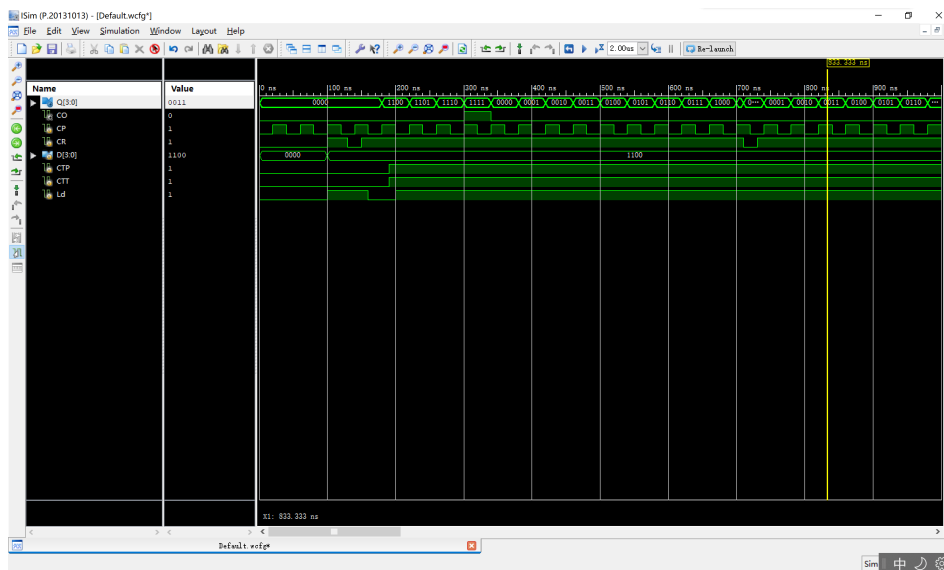 ISim (P.20131013) - [Default.wcfg*]
File Edit View Simulation Window Layout Help
2.00us Re-launch
833.333 ns
Name Value 0 ns 100 ns 200 ns 300 ns 400 ns 500 ns 600 ns 700 ns 800 ns 900 ns
Q[3:0] 0011 0000 1100 1101 1110 1111 0000 0001 0010 0011 0100 0101 0110 0111 1000 0... 0001 0010 0011 0100 0101 0110 ...
CO 0
CP 1
CR 1
D[3:0] 1100 0000 1100
CTP 1
CTT 1
Ld 1
X1: 833.333 ns
Default.wcfg*
Sim 中